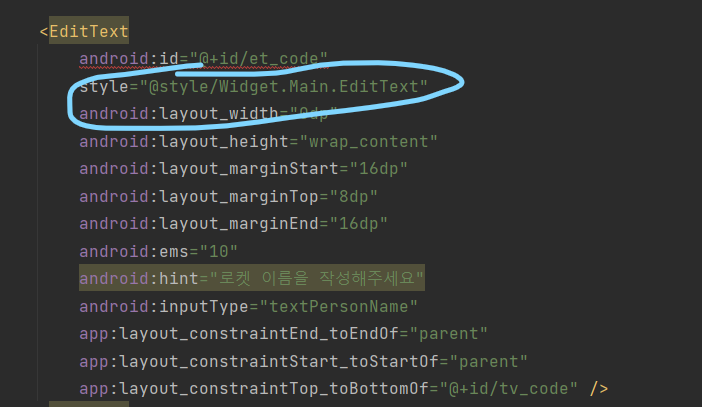 <EditText
android:id="@+id/et_code"
style="@style/Widget.Main.EditText"
android:layout_width="0dp"
android:layout_height="wrap_content"
android:layout_marginStart="16dp"
android:layout_marginTop="8dp"
android:layout_marginEnd="16dp"
android:ems="10"
android:hint="로켓 이름을 작성해주세요"
android:inputType="textPersonName"
app:layout_constraintEnd_toEndOf="parent"
app:layout_constraintStart_toStartOf="parent"
app:layout_constraintTop_toBottomOf="@+id/tv_code" />